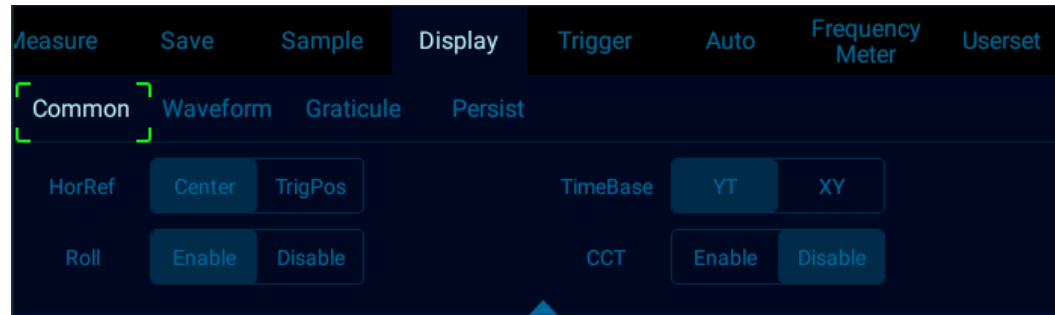 Measure Save Sample Display Trigger Auto Frequency Meter Userset
Common Waveform Graticule Persist
HorRef Center TrigPos TimeBase YT XY
Roll Enable Disable CCT Enable Disable